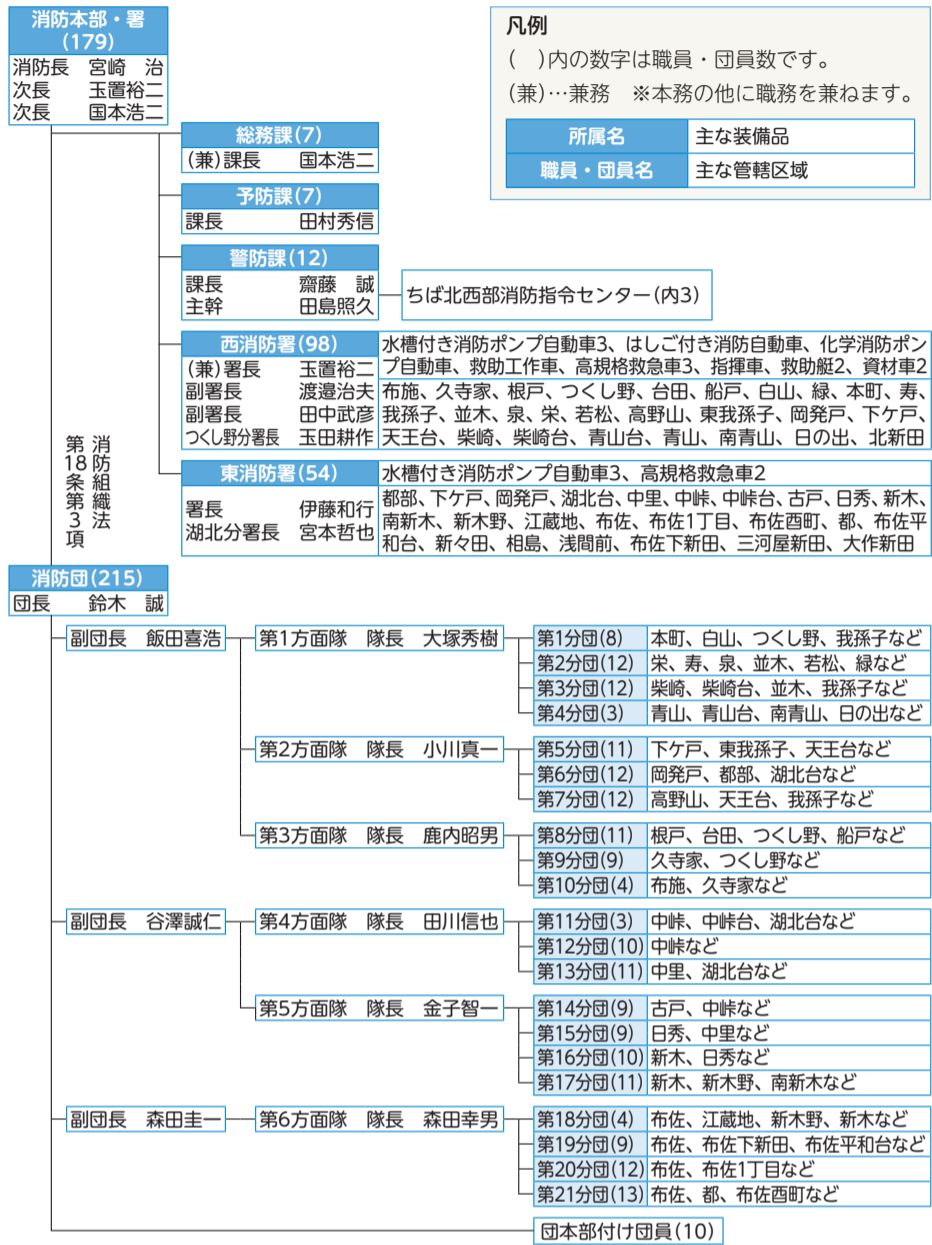 消防本部・署
(179)
消防長 宮崎 治
次長 玉置裕二
次長 国本浩二
凡例
( )内の数字は職員・団員数です。
(兼)…兼務 ※本務の他に職務を兼ねます。
所属名 主な装備品
職員・団員名 主な管轄区域
総務課(7)
(兼)課長 国本浩二
予防課(7)
課長 田村秀信
警防課(12)
課長 齋藤 誠
主幹 田島照久
ちば北西部消防指令センター(内3)
西消防署(98)
(兼)署長 玉置裕二
副署長 渡邉治夫
副署長 田中武彦
つくし野分署長 玉田耕作
水槽付き消防ポンプ自動車3、はしご付き消防自動車、化学消防ポン
プ自動車、救助工作車、高規格救急車3、指揮車、救助艇2、資材車2
布施、久寺家、根戸、つくし野、台田、船戸、白山、緑、本町、寿、
我孫子、並木、泉、栄、若松、高野山、東我孫子、岡発戸、下ケ戸、
天王台、柴崎、柴崎台、青山台、青山、南青山、日の出、北新田
東消防署(54)
署長 伊藤和行
湖北分署長 宮本哲也
水槽付き消防ポンプ自動車3、高規格救急車2
都部、下ケ戸、岡発戸、湖北台、中里、中峠、中峠台、古戸、日秀、新木、
南新木、新木野、江蔵地、布佐、布佐1丁目、布佐酉町、都、布佐平
和台、新々田、相島、浅間前、布佐下新田、三河屋新田、大作新田
消防組織法
第18条第3項
消防団(215)
団長 鈴木 誠
副団長 飯田喜浩
第1方面隊 隊長 大塚秀樹
第1分団(8) 本町、白山、つくし野、我孫子など
第2分団(12) 栄、寿、泉、並木、若松、緑など
第3分団(12) 柴崎、柴崎台、並木、我孫子など
第4分団(3) 青山、青山台、南青山、日の出など
第2方面隊 隊長 小川真一
第5分団(11) 下ケ戸、東我孫子、天王台など
第6分団(12) 岡発戸、都部、湖北台など
第7分団(12) 高野山、天王台、我孫子など
第3方面隊 隊長 鹿内昭男
第8分団(11) 根戸、台田、つくし野、船戸など
第9分団(9) 久寺家、つくし野など
第10分団(4) 布施、久寺家など
副団長 谷澤誠仁
第4方面隊 隊長 田川信也
第11分団(3) 中峠、中峠台、湖北台など
第12分団(10) 中峠など
第13分団(11) 中里、湖北台など
第5方面隊 隊長 金子智一
第14分団(9) 古戸、中峠など
第15分団(9) 日秀、中里など
第16分団(10) 新木、日秀など
第17分団(11) 新木、新木野、南新木など
副団長 森田圭一
第6方面隊 隊長 森田幸男
第18分団(4) 布佐、江蔵地、新木野、新木など
第19分団(9) 布佐、布佐下新田、布佐平和台など
第20分団(12) 布佐、布佐1丁目など
第21分団(13) 布佐、都、布佐酉町など
団本部付け団員(10)